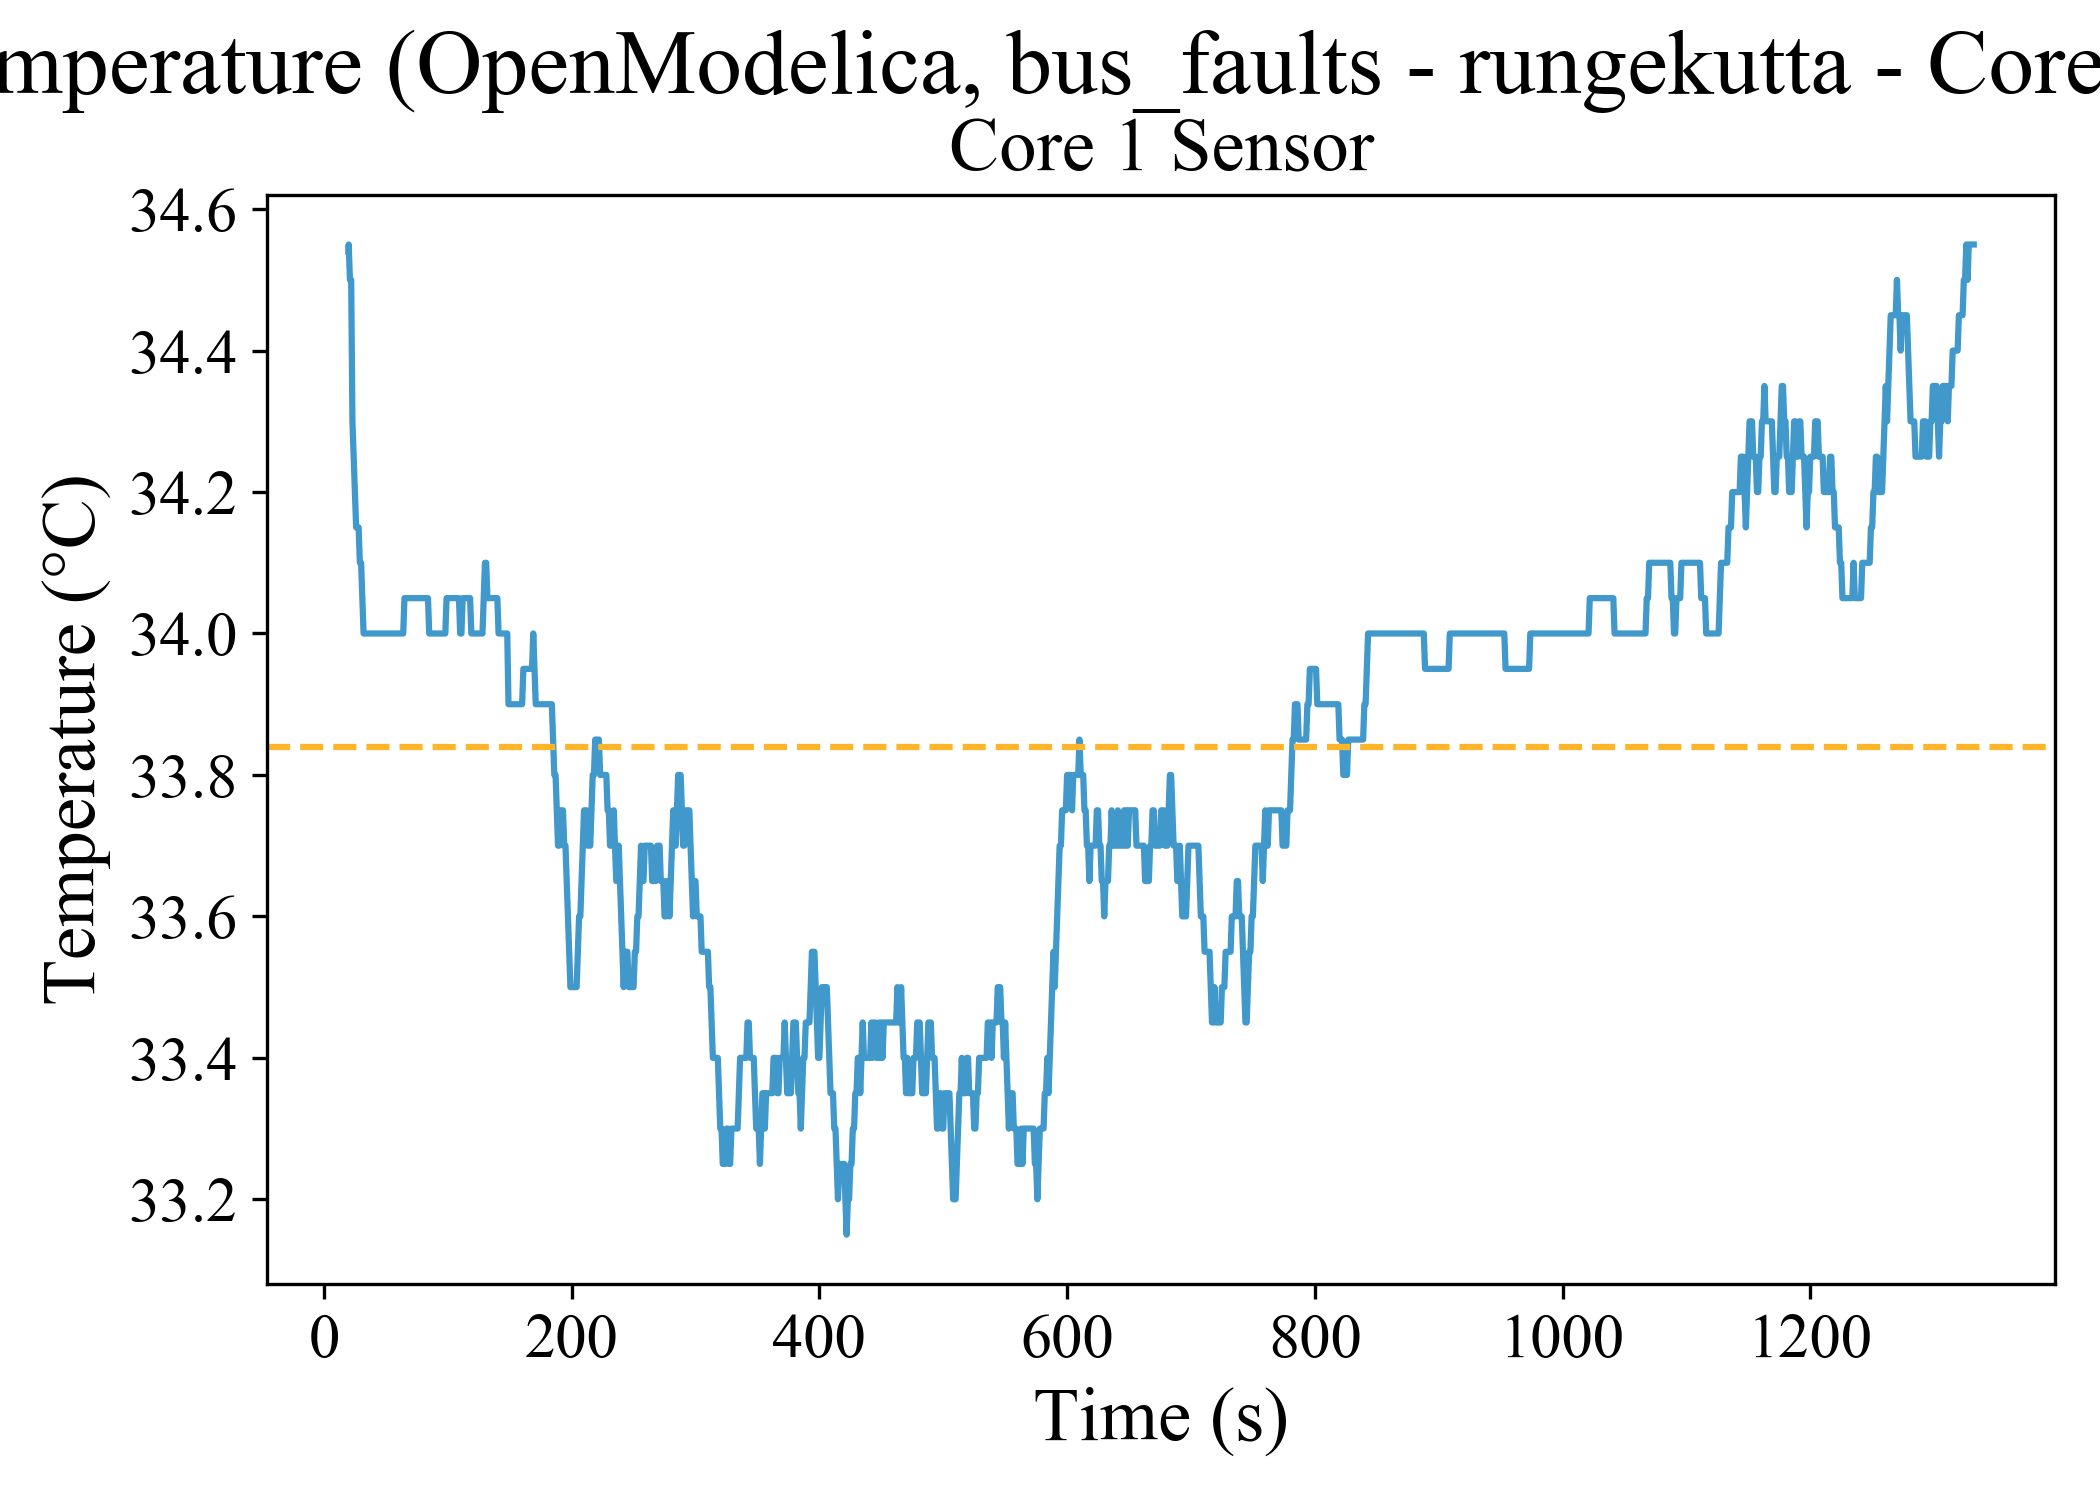 mperature (OpenModelica, bus_faults - rungekutta - Core
Core 1 Sensor
34.6
34.4
34.2
34.0
33.8
33.6
33.4
33.2
Temperature (°C)
0 200 400 600 800 1000 1200
Time (s)